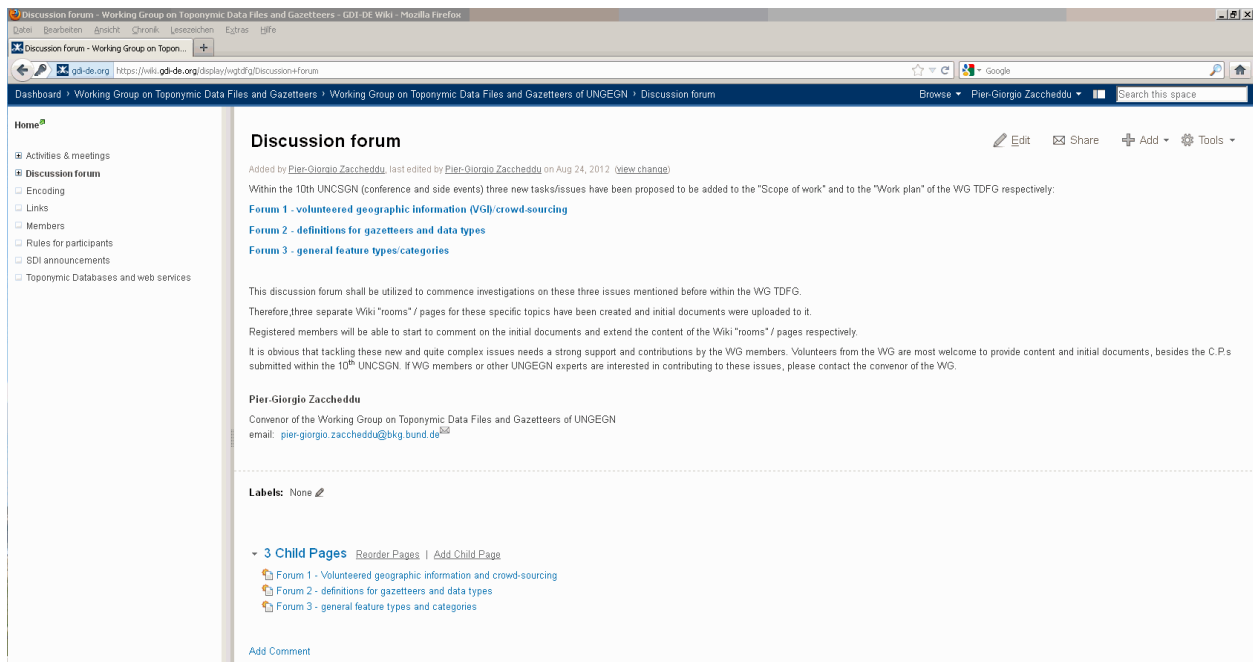 Discussion forum - Working Group on Toponymic Data Files and Gazetteers - GDI-DE Wiki - Mozilla Firefox
Datei Bearbeiten Ansicht Chronik Lesezeichen Extras Hilfe
Discussion forum - Working Group on Topon... +
gdi-de.org https://wiki.gdi-de.org/display/wgtdfg/Discussion+forum Google
Dashboard › Working Group on Toponymic Data Files and Gazetteers › Working Group on Toponymic Data Files and Gazetteers of UNGEGN › Discussion forum Browse Pier-Giorgio Zaccheddu Search this space
Home
Activities & meetings
Discussion forum
Encoding
Links
Members
Rules for participants
SDI announcements
Toponymic Databases and web services
Discussion forum
Edit Share Add Tools
Added by Pier-Giorgio Zaccheddu, last edited by Pier-Giorgio Zaccheddu on Aug 24, 2012 (view change)
Within the 10th UNCSGN (conference and side events) three new tasks/issues have been proposed to be added to the "Scope of work" and to the "Work plan" of the WG TDFG respectively:
Forum 1 - volunteered geographic information (VGI)/crowd-sourcing
Forum 2 - definitions for gazetteers and data types
Forum 3 - general feature types/categories
This discussion forum shall be utilized to commence investigations on these three issues mentioned before within the WG TDFG.
Therefore,three separate Wiki "rooms" / pages for these specific topics have been created and initial documents were uploaded to it.
Registered members will be able to start to comment on the initial documents and extend the content of the Wiki "rooms" / pages respectively.
It is obvious that tackling these new and quite complex issues needs a strong support and contributions by the WG members. Volunteers from the WG are most welcome to provide content and initial documents, besides the C.P.s
submitted within the 10th UNCSGN. If WG members or other UNGEGN experts are interested in contributing to these issues, please contact the convenor of the WG.
Pier-Giorgio Zaccheddu
Convenor of the Working Group on Toponymic Data Files and Gazetteers of UNGEGN
email: pier-giorgio.zaccheddu@bkg.bund.de
Labels: None
3 Child Pages Reorder Pages | Add Child Page
Forum 1 - Volunteered geographic information and crowd-sourcing
Forum 2 - definitions for gazetteers and data types
Forum 3 - general feature types and categories
Add Comment